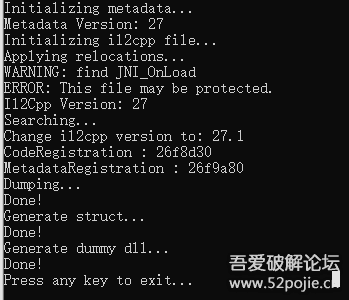 Initializing metadata...
Metadata Version: 27
Initializing il2cpp file...
Applying relocations...
WARNING: find JNI_OnLoad
ERROR: This file may be protected.
Il2Cpp Version: 27
Searching...
Change il2cpp version to: 27.1
CodeRegistration : 26f8d30
MetadataRegistration : 26f9a80
Dumping...
Done!
Generate struct...
Done!
Generate dummy dll...
Done!
Press any key to exit...
吾爱破解论坛
www.52pojie.cn